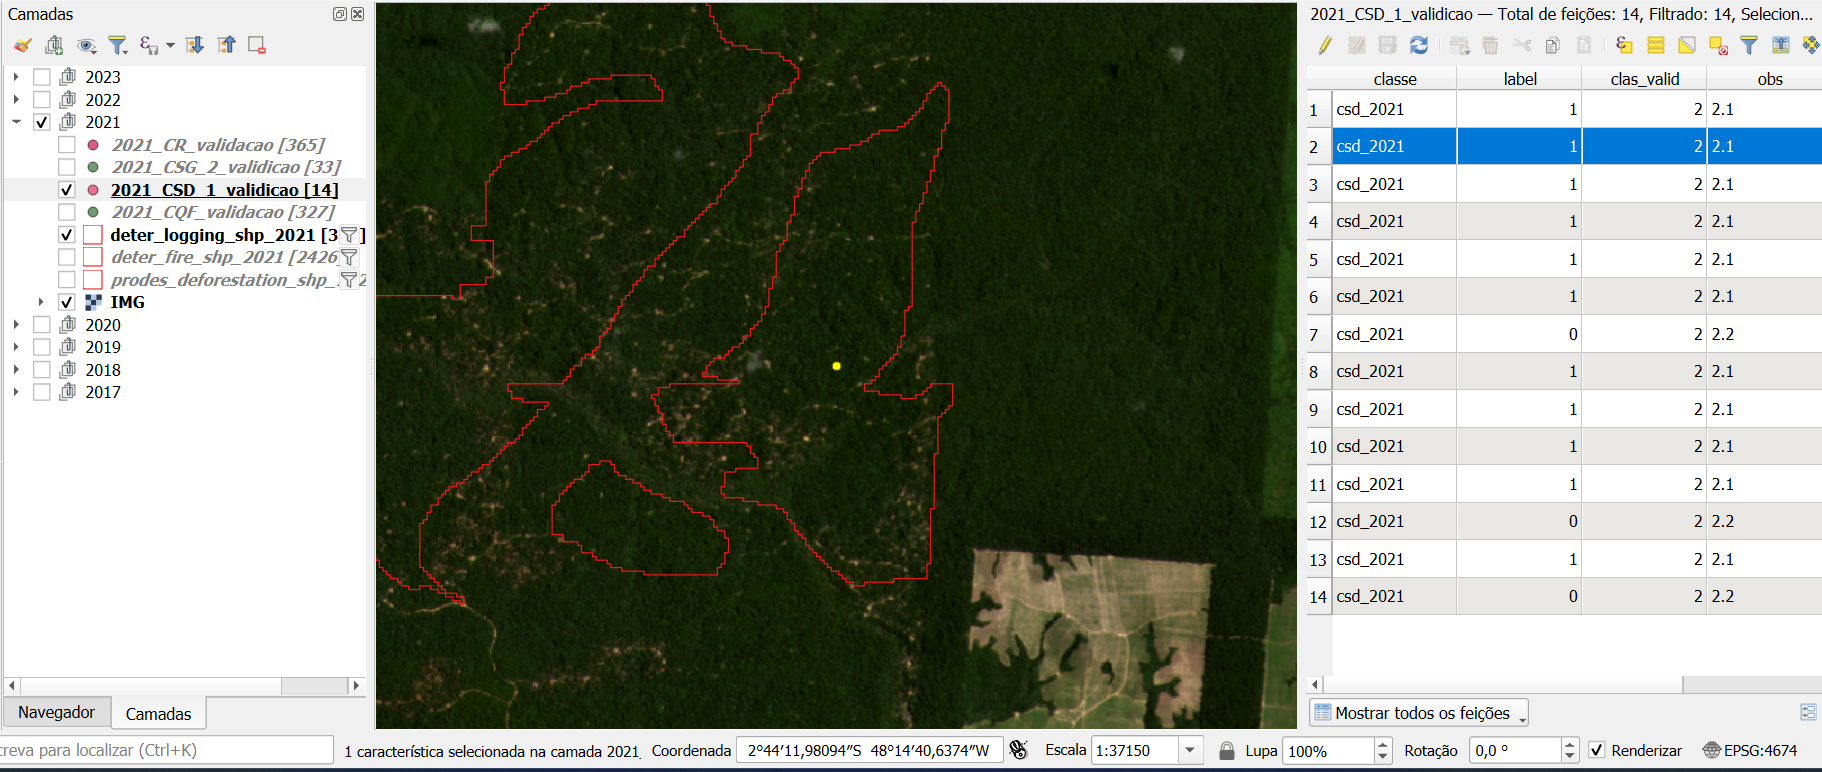 Camadas
2023
2022
2021
2021_CR_validacao [365]
2021_CSG_2_validicao [33]
2021_CSD_1_validicao [14]
2021_CQF_validacao [327]
deter_logging_shp_2021 [3
deter_fire_shp_2021 [2426
prodes_deforestation_shp_
IMG
2020
2019
2018
2017
Navegador
Camadas
2021_CSD_1_validicao — Total de feições: 14, Filtrado: 14, Selecion...
classe label clas_valid obs
1 csd_2021 1 2 2.1
2 csd_2021 1 2 2.1
3 csd_2021 1 2 2.1
4 csd_2021 1 2 2.1
5 csd_2021 1 2 2.1
6 csd_2021 1 2 2.1
7 csd_2021 0 2 2.2
8 csd_2021 1 2 2.1
9 csd_2021 1 2 2.1
10 csd_2021 1 2 2.1
11 csd_2021 1 2 2.1
12 csd_2021 0 2 2.2
13 csd_2021 1 2 2.1
14 csd_2021 0 2 2.2
Mostrar todos os feições
creva para localizar (Ctrl+K) 1 característica selecionada na camada 2021_ Coordenada 2°44′11,98094″S 48°14′40,6374″W Escala 1:37150 Lupa 100% Rotação 0,0 ° Renderizar EPSG:4674